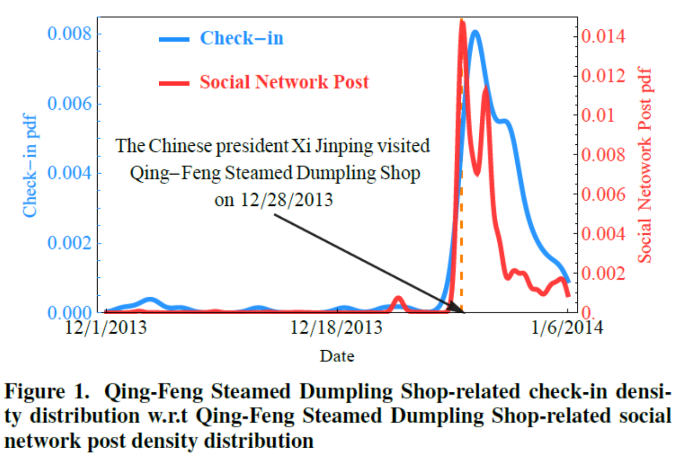 0.008
0.006
0.004
0.002
0.000
Check−in pdf
Check−in
Social Network Post
The Chinese president Xi Jinping visited
Qing−Feng Steamed Dumpling Shop
on 12/28/2013
0.014
0.012
0.01
0.008
0.006
0.004
0.002
0.
Social Netowork Post pdf
12/1/2013
12/18/2013
1/6/2014
Date
Figure 1. Qing-Feng Steamed Dumpling Shop-related check-in densi-
ty distribution w.r.t Qing-Feng Steamed Dumpling Shop-related social
network post density distribution